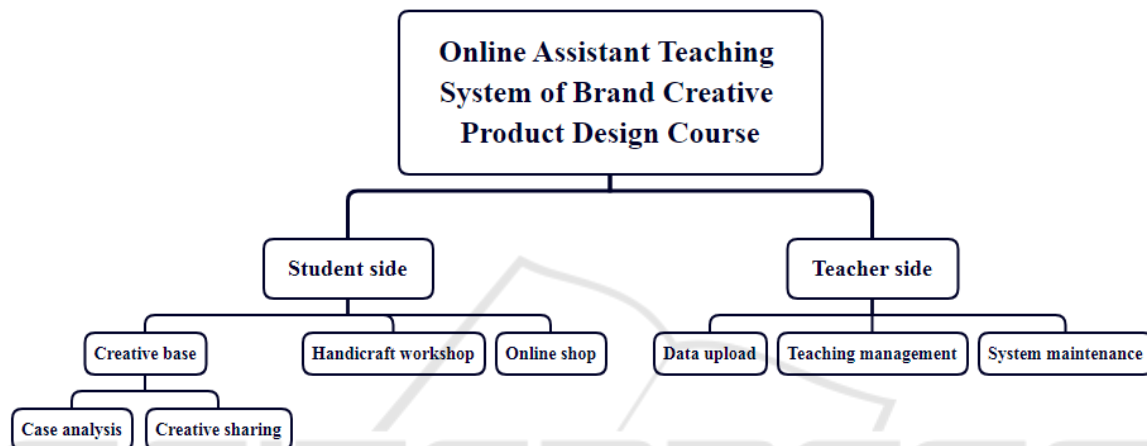 Online Assistant Teaching
System of Brand Creative
Product Design Course
Student side
Teacher side
Creative base
Handicraft workshop
Online shop
Data upload
Teaching management
System maintenance
Case analysis
Creative sharing